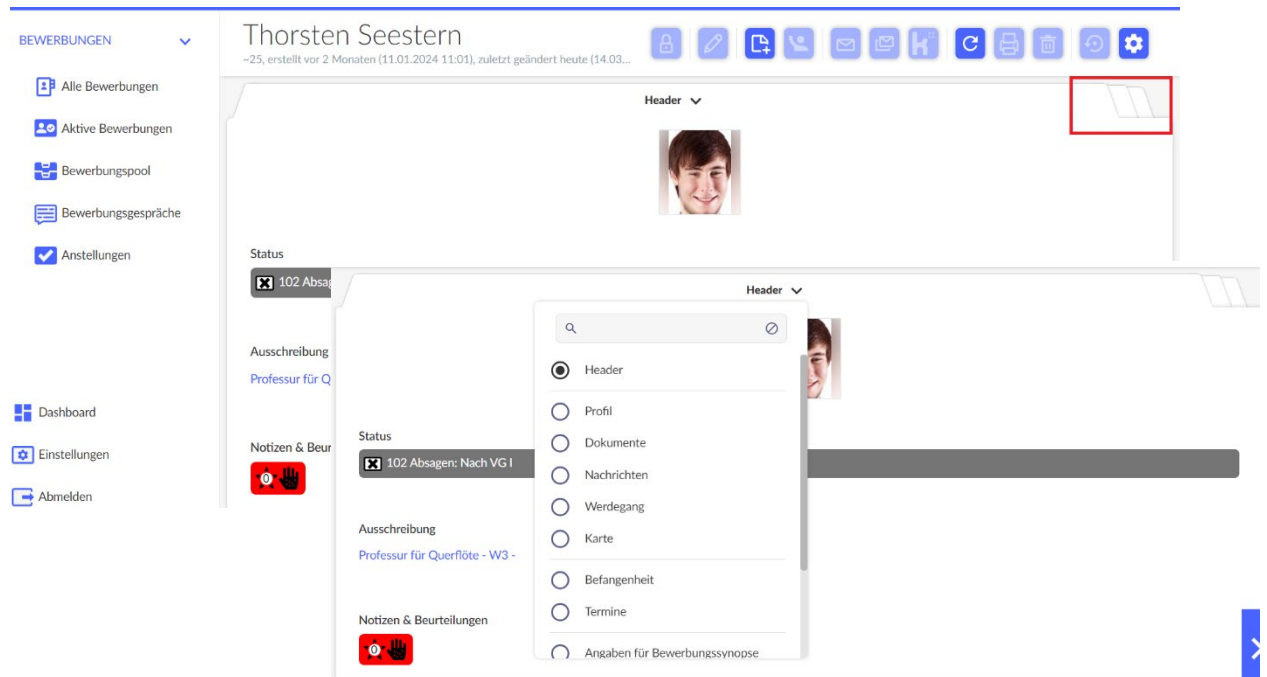 BEWERBUNGEN
Alle Bewerbungen
Aktive Bewerbungen
Bewerbungspool
Bewerbungsgespräche
Anstellungen
Dashboard
Einstellungen
Abmelden
Thorsten Seestern
~25, erstellt vor 2 Monaten (11.01.2024 11:01), zuletzt geändert heute (14.03...
Header
Status
102 Absag
Ausschreibung
Professur für Q
Notizen & Beur
0
Header
Header
Profil
Dokumente
Nachrichten
Werdegang
Karte
Befangenheit
Termine
Angaben für Bewerbungssynopse
Status
102 Absagen: Nach VG I
Ausschreibung
Professur für Querflöte - W3 -
Notizen & Beurteilungen
0